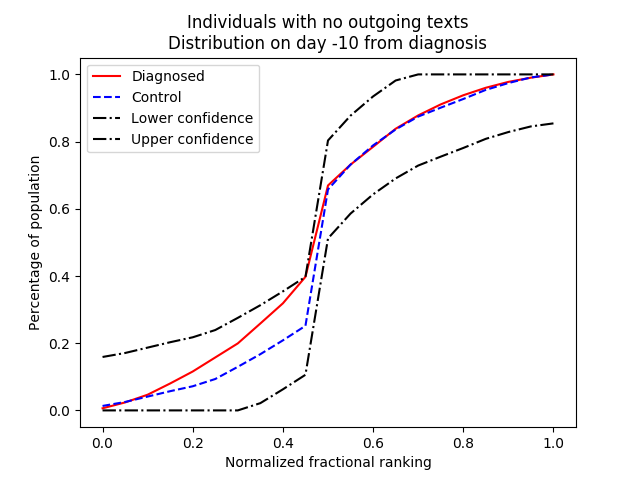 Individuals with no outgoing texts
Distribution on day -10 from diagnosis
Diagnosed
Control
Lower confidence
Upper confidence
Percentage of population
1.0
0.8
0.6
0.4
0.2
0.0
0.0 0.2 0.4 0.6 0.8 1.0
Normalized fractional ranking